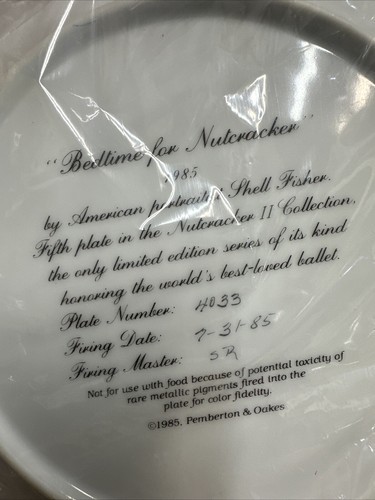 "Bedtime for Nutcracker"
1985
by American portraitist Shell Fisher.
Fifth plate in the Nutcracker II Collection,
the only limited edition series of its kind
honoring the world's best-loved ballet.
Plate Number: 4033
Firing Date: 7-31-85
Firing Master: SR
Not for use with food because of potential toxicity of
rare metallic pigments fired into the
plate for color fidelity.
©1985. Pemberton & Oakes